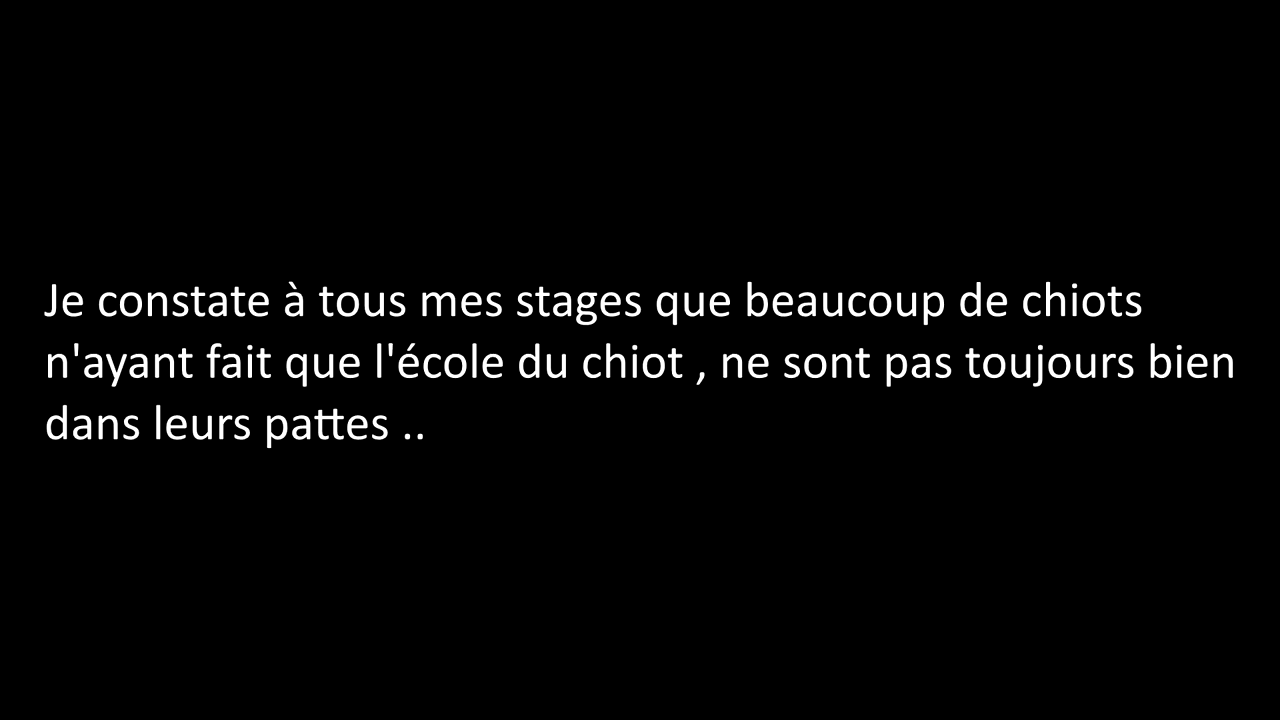 Je constate à tous mes stages que beaucoup de chiots
n'ayant fait que l'école du chiot , ne sont pas toujours bien
dans leurs pattes ..